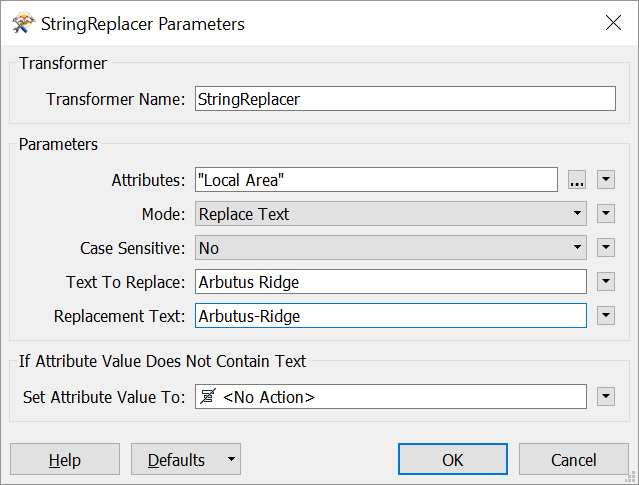 StringReplacer Parameters
Transformer
Transformer Name: StringReplacer
Parameters
Attributes: "Local Area" ...
Mode: Replace Text
Case Sensitive: No
Text To Replace: Arbutus Ridge
Replacement Text: Arbutus-Ridge
If Attribute Value Does Not Contain Text
Set Attribute Value To: <No Action>
Help Defaults OK Cancel